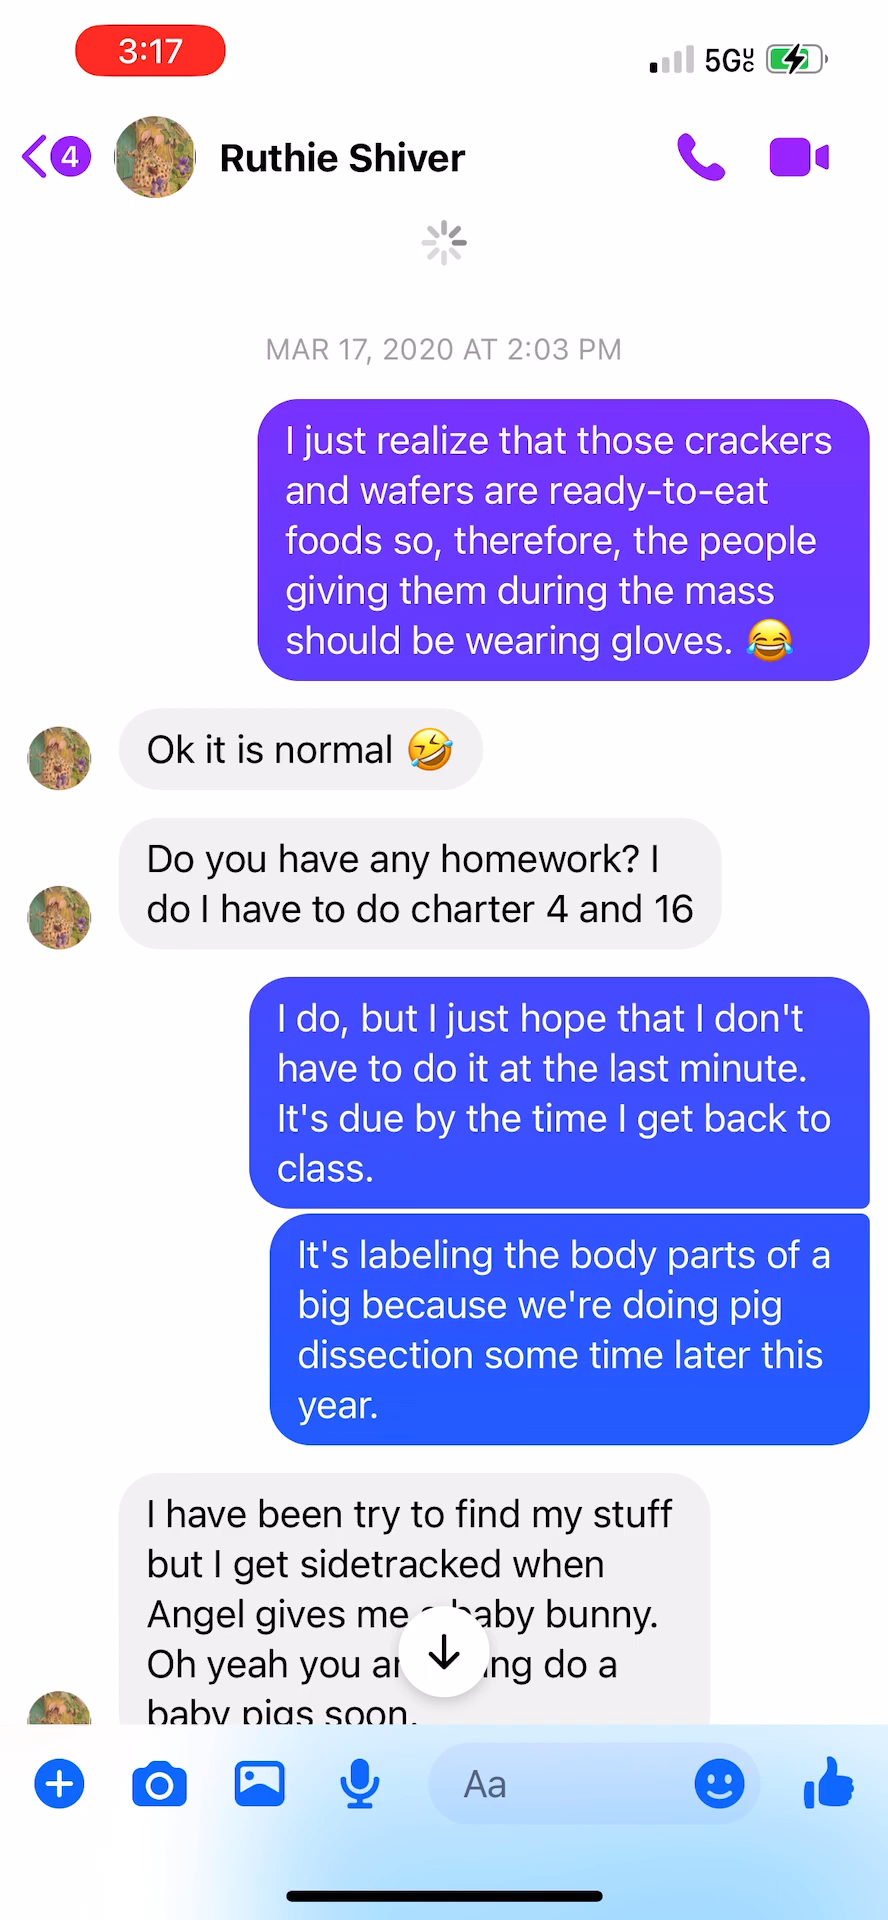 3:17
5G UC
4
Ruthie Shiver
MAR 17, 2020 AT 2:03 PM
I just realize that those crackers
and wafers are ready-to-eat
foods so, therefore, the people
giving them during the mass
should be wearing gloves. 😂
Ok it is normal 🤣
Do you have any homework? I
do I have to do charter 4 and 16
I do, but I just hope that I don't
have to do it at the last minute.
It's due by the time I get back to
class.
It's labeling the body parts of a
big because we're doing pig
dissection some time later this
year.
I have been try to find my stuff
but I get sidetracked when
Angel gives me baby bunny.
Oh yeah you do a
baby pigs soon.
Aa